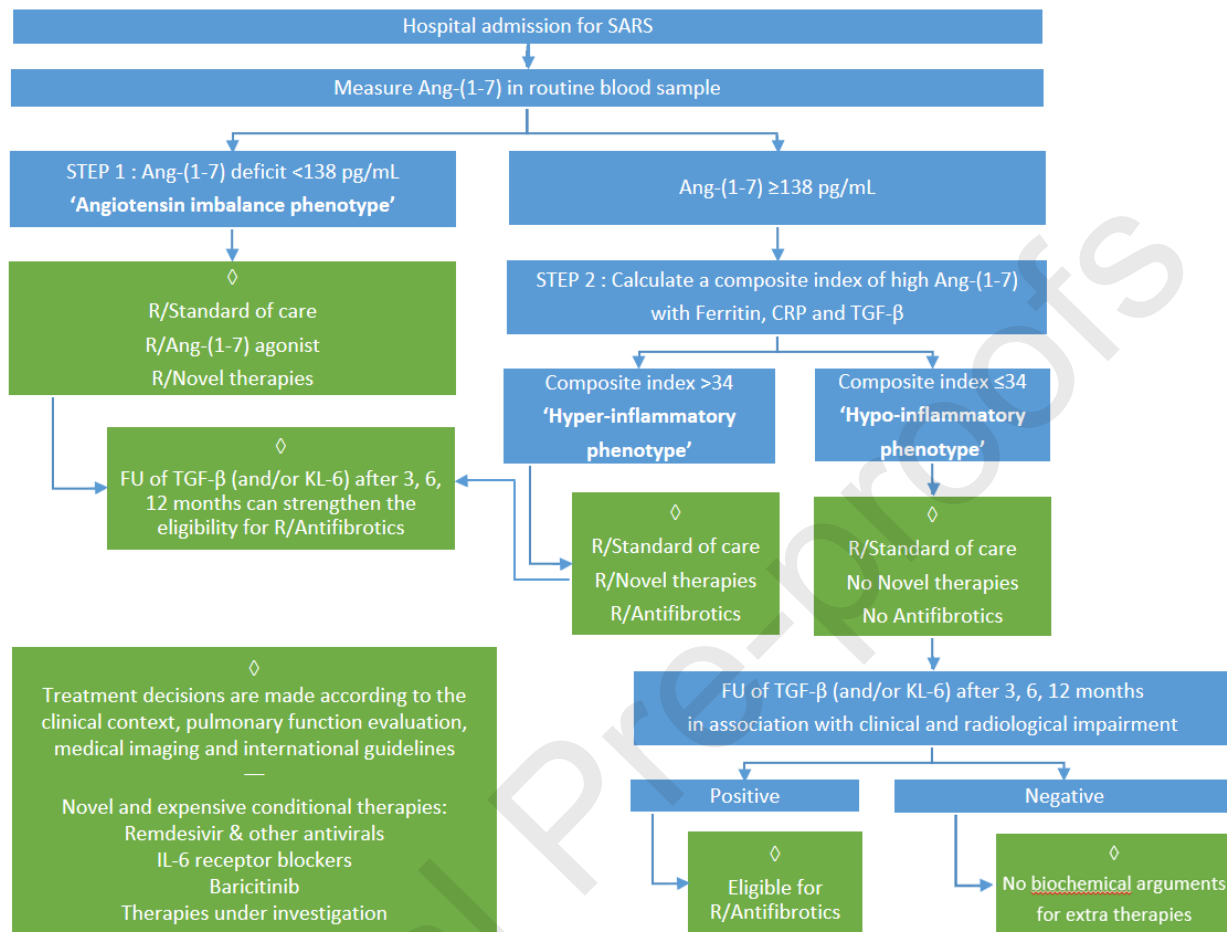 Hospital admission for SARS
Measure Ang-(1-7) in routine blood sample
STEP 1 : Ang-(1-7) deficit <138 pg/mL
‘Angiotensin imbalance phenotype’
Ang-(1-7) ≥138 pg/mL
◊
R/Standard of care
R/Ang-(1-7) agonist
R/Novel therapies
STEP 2 : Calculate a composite index of high Ang-(1-7)
with Ferritin, CRP and TGF-β
Composite index >34
‘Hyper-inflammatory
phenotype’
Composite index ≤34
‘Hypo-inflammatory
phenotype’
◊
FU of TGF-β (and/or KL-6) after 3, 6,
12 months can strengthen the
eligibility for R/Antifibrotics
◊
R/Standard of care
R/Novel therapies
R/Antifibrotics
◊
R/Standard of care
No Novel therapies
No Antifibrotics
◊
Treatment decisions are made according to the
clinical context, pulmonary function evaluation,
medical imaging and international guidelines
—
Novel and expensive conditional therapies:
Remdesivir & other antivirals
IL-6 receptor blockers
Baricitinib
Therapies under investigation
FU of TGF-β (and/or KL-6) after 3, 6, 12 months
in association with clinical and radiological impairment
Positive
Negative
◊
Eligible for
R/Antifibrotics
◊
No biochemical arguments
for extra therapies
l Pre-proofs